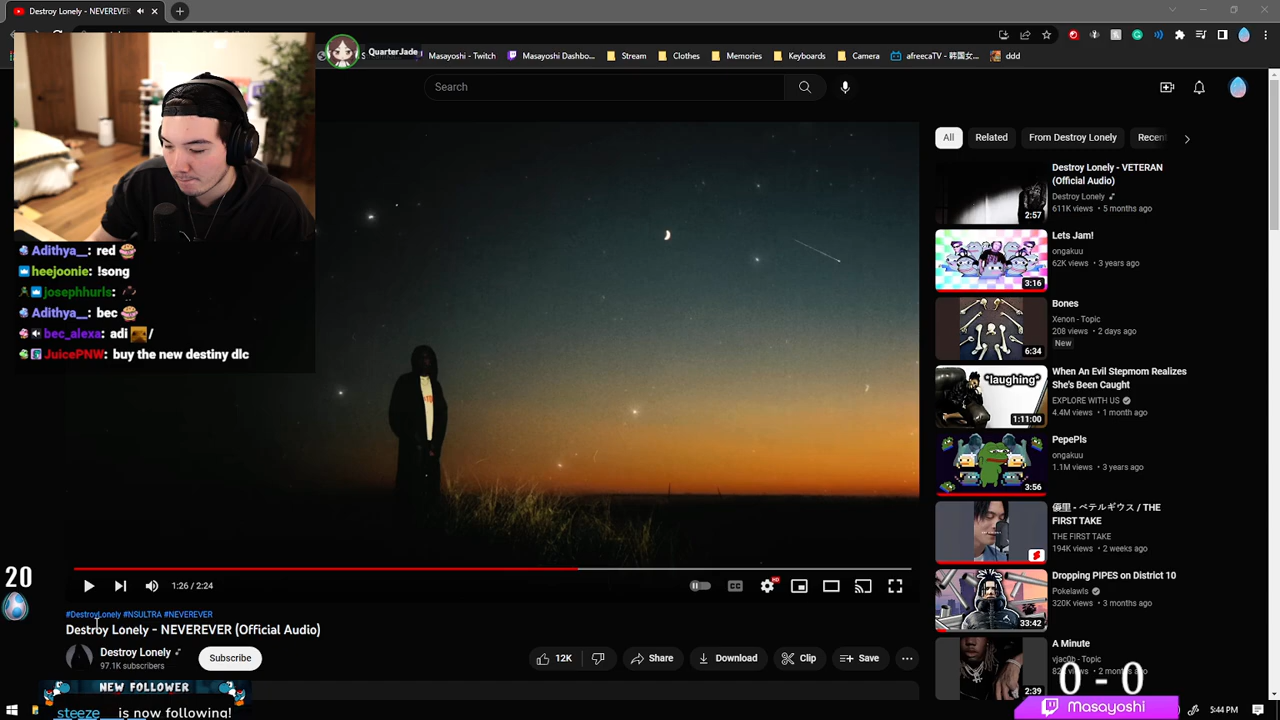 Destroy Lonely - NEVEREVER
QuarterJade
Masayoshi - Twitch
Masayoshi Dashbo...
Stream
Clothes
Memories
Keyboards
Camera
afreecaTV - 韩国女...
ddd
Search
Adithya__: red
heejoonie: !song
josephhurls:
Adithya__: bec
bec_alexa: adi /
JuicePNW: buy the new destiny dlc
20
1:26 / 2:24
CC
HD
#DestroyLonely #NSULTRA #NEVEREVER
Destroy Lonely - NEVEREVER (Official Audio)
Destroy Lonely
97.1K subscribers
Subscribe
12K
Share
Download
Clip
Save
NEW FOLLOWER
steeze__ is now following!
All
Related
From Destroy Lonely
Recent
Destroy Lonely - VETERAN
(Official Audio)
Destroy Lonely
611K views • 5 months ago
2:57
Lets Jam!
ongakuu
62K views • 3 years ago
3:16
Bones
Xenon - Topic
208 views • 2 days ago
New
6:34
*laughing*
When An Evil Stepmom Realizes
She's Been Caught
EXPLORE WITH US
4.4M views • 1 month ago
1:11:00
PepePls
ongakuu
1.1M views • 3 years ago
3:56
優里 - ベテルギウス / THE
FIRST TAKE
THE FIRST TAKE
194K views • 2 weeks ago
Dropping PIPES on District 10
Pokelawls
320K views • 3 months ago
33:42
A Minute
vjac0b - Topic
2:39
0 - 0
Masayoshi
5:44 PM